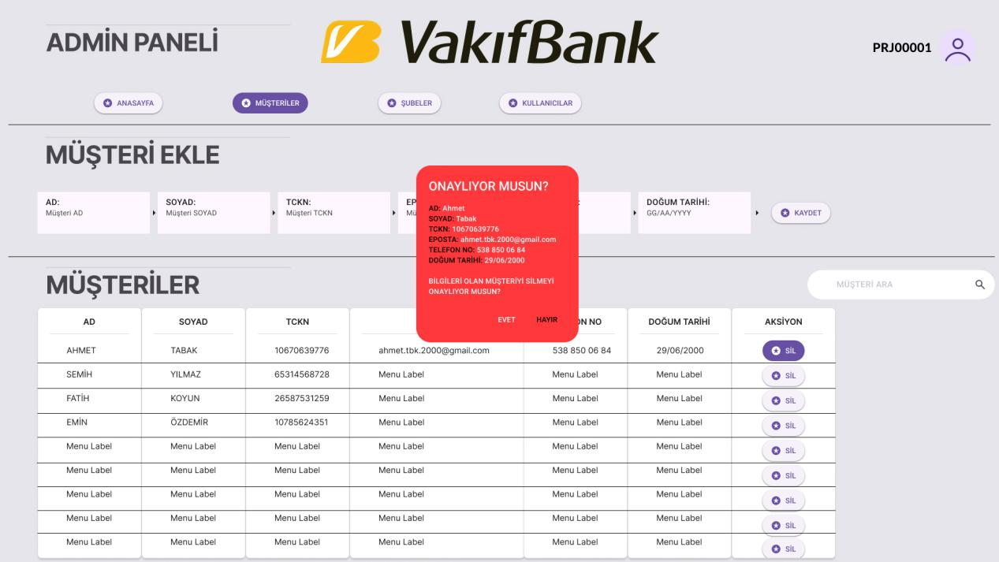 ADMİN PANELİ
VakıfBank
PRJ00001
ANASAYFA
MÜŞTERİLER
ŞUBELER
KULLANICILAR
MÜŞTERİ EKLE
AD:
Müşteri AD
SOYAD:
Müşteri SOYAD
TCKN:
Müşteri TCKN
EP
Mü
:
DOĞUM TARİHİ:
GG/AA/YYYY
KAYDET
ONAYLIYOR MUSUN?
AD: Ahmet
SOYAD: Tabak
TCKN: 10670639776
EPOSTA: ahmet.tbk.2000@gmail.com
TELEFON NO: 538 850 06 84
DOĞUM TARİHİ: 29/06/2000
BİLGİLERİ OLAN MÜŞTERİYİ SİLMEYİ
ONAYLIYOR MUSUN?
EVET HAYIR
MÜŞTERİLER
MÜŞTERİ ARA
AD SOYAD TCKN ON NO DOĞUM TARİHİ AKSİYON
AHMET TABAK 10670639776 ahmet.tbk.2000@gmail.com 538 850 06 84 29/06/2000 SİL
SEMİH YILMAZ 65314568728 Menu Label Menu Label Menu Label SİL
FATİH KOYUN 26587531259 Menu Label Menu Label Menu Label SİL
EMİN ÖZDEMİR 10785624351 Menu Label Menu Label Menu Label SİL
Menu Label Menu Label Menu Label Menu Label Menu Label Menu Label SİL
Menu Label Menu Label Menu Label Menu Label Menu Label Menu Label SİL
Menu Label Menu Label Menu Label Menu Label Menu Label Menu Label SİL
Menu Label Menu Label Menu Label Menu Label Menu Label Menu Label SİL
Menu Label Menu Label Menu Label Menu Label Menu Label Menu Label SİL